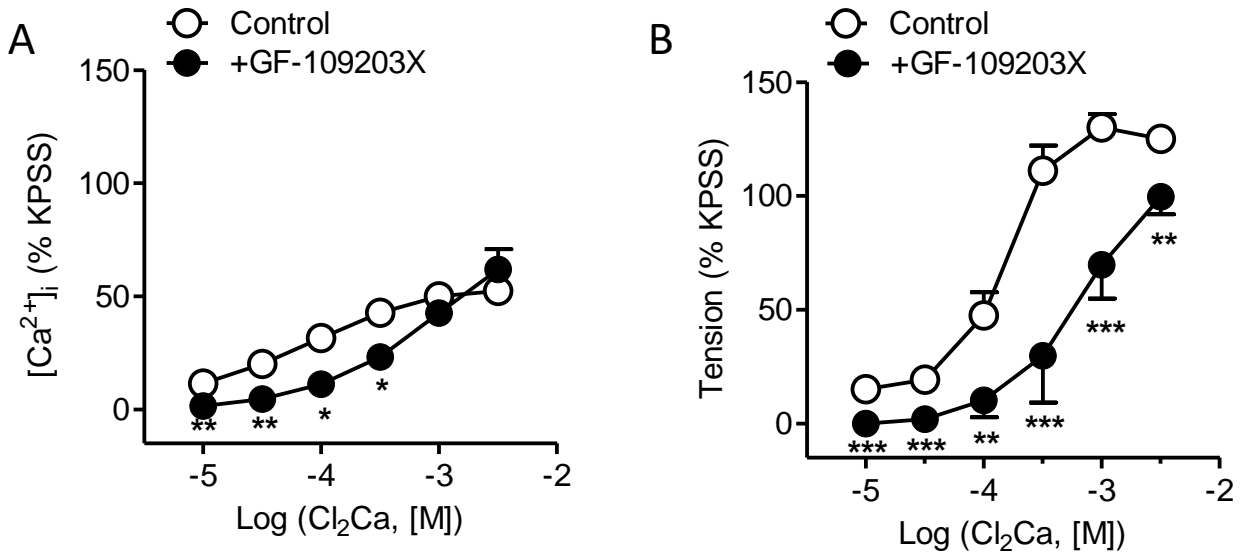 A
Control
+GF-109203X
150
100
50
0
[Ca²⁺]ᵢ (% KPSS)
** ** * *
-5 -4 -3 -2
Log (Cl₂Ca, [M])
B
Control
+GF-109203X
150
100
50
0
Tension (% KPSS)
*** *** ** *** *** **
-5 -4 -3 -2
Log (Cl₂Ca, [M])